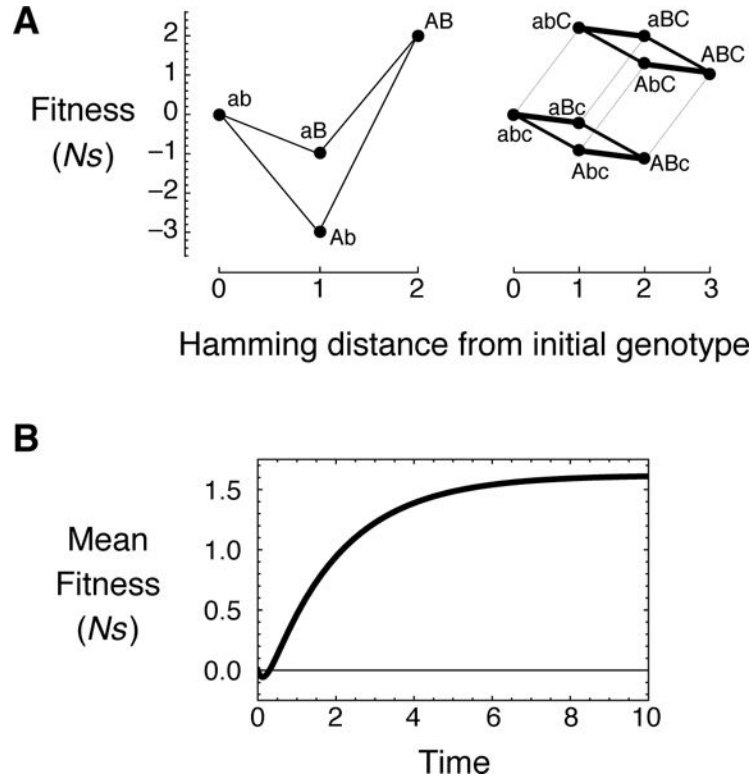 A
Fitness
(Ns)
2
1
0
−1
−2
−3
ab
aB
Ab
AB
0 1 2
abC
aBC
AbC
ABC
abc
aBc
Abc
ABc
0 1 2 3
Hamming distance from initial genotype
B
Mean
Fitness
(Ns)
1.5
1.0
0.5
0.0
0 2 4 6 8 10
Time